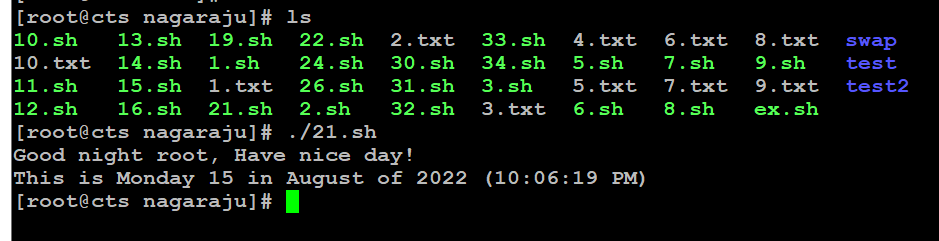 [root@cts nagaraju]# ls
10.sh 13.sh 19.sh 22.sh 2.txt 33.sh 4.txt 6.txt 8.txt swap
10.txt 14.sh 1.sh 24.sh 30.sh 34.sh 5.sh 7.sh 9.sh test
11.sh 15.sh 1.txt 26.sh 31.sh 3.sh 5.txt 7.txt 9.txt test2
12.sh 16.sh 21.sh 2.sh 32.sh 3.txt 6.sh 8.sh ex.sh
[root@cts nagaraju]# ./21.sh
Good night root, Have nice day!
This is Monday 15 in August of 2022 (10:06:19 PM)
[root@cts nagaraju]#